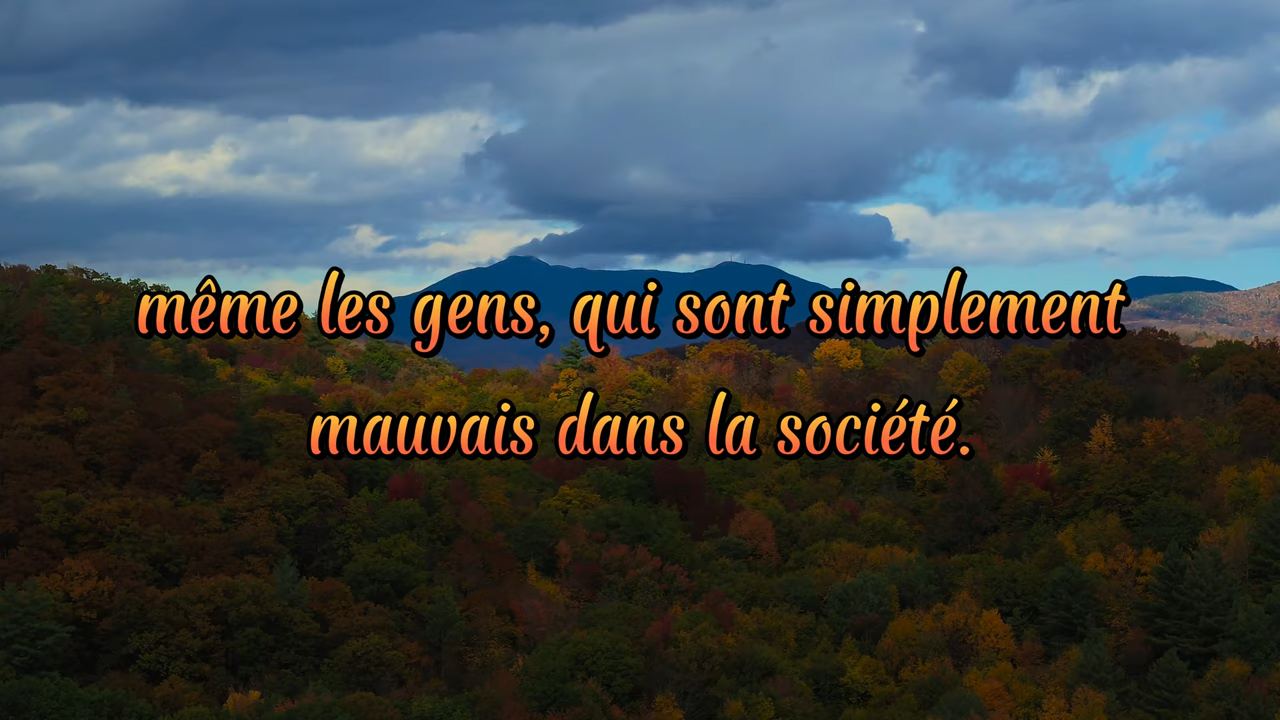 même les gens, qui sont simplement
mauvais dans la société.